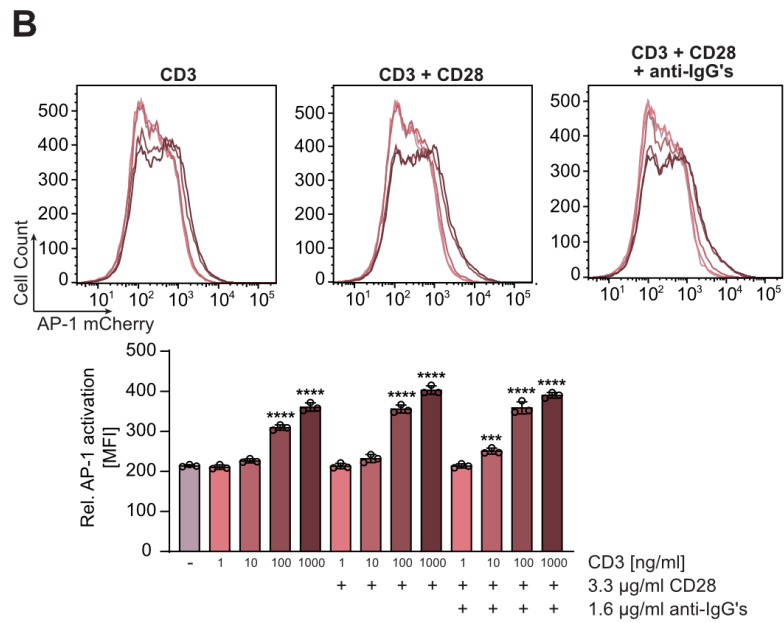 B
CD3
CD3 + CD28
CD3 + CD28
+ anti-IgG's
500
400
300
200
100
0
10¹ 10² 10³ 10⁴ 10⁵
500
400
300
200
100
0
10¹ 10² 10³ 10⁴ 10⁵
500
400
300
200
100
0
10¹ 10² 10³ 10⁴ 10⁵
Cell Count
AP-1 mCherry
Rel. AP-1 activation
[MFI]
500
400
300
200
100
0
**** **** **** **** *** **** ****
- 1 10 100 1000 1 10 100 1000 1 10 100 1000 CD3 [ng/ml]
+ + + + + + + + 3.3 µg/ml CD28
+ + + + 1.6 µg/ml anti-IgG's